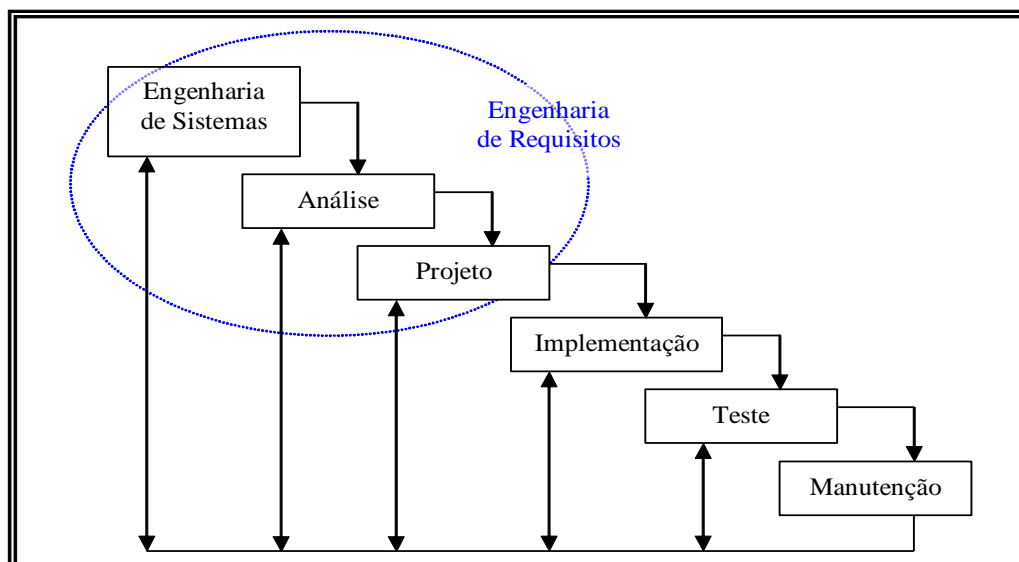 Engenharia
de Sistemas
Engenharia
de Requisitos
Análise
Projeto
Implementação
Teste
Manutenção